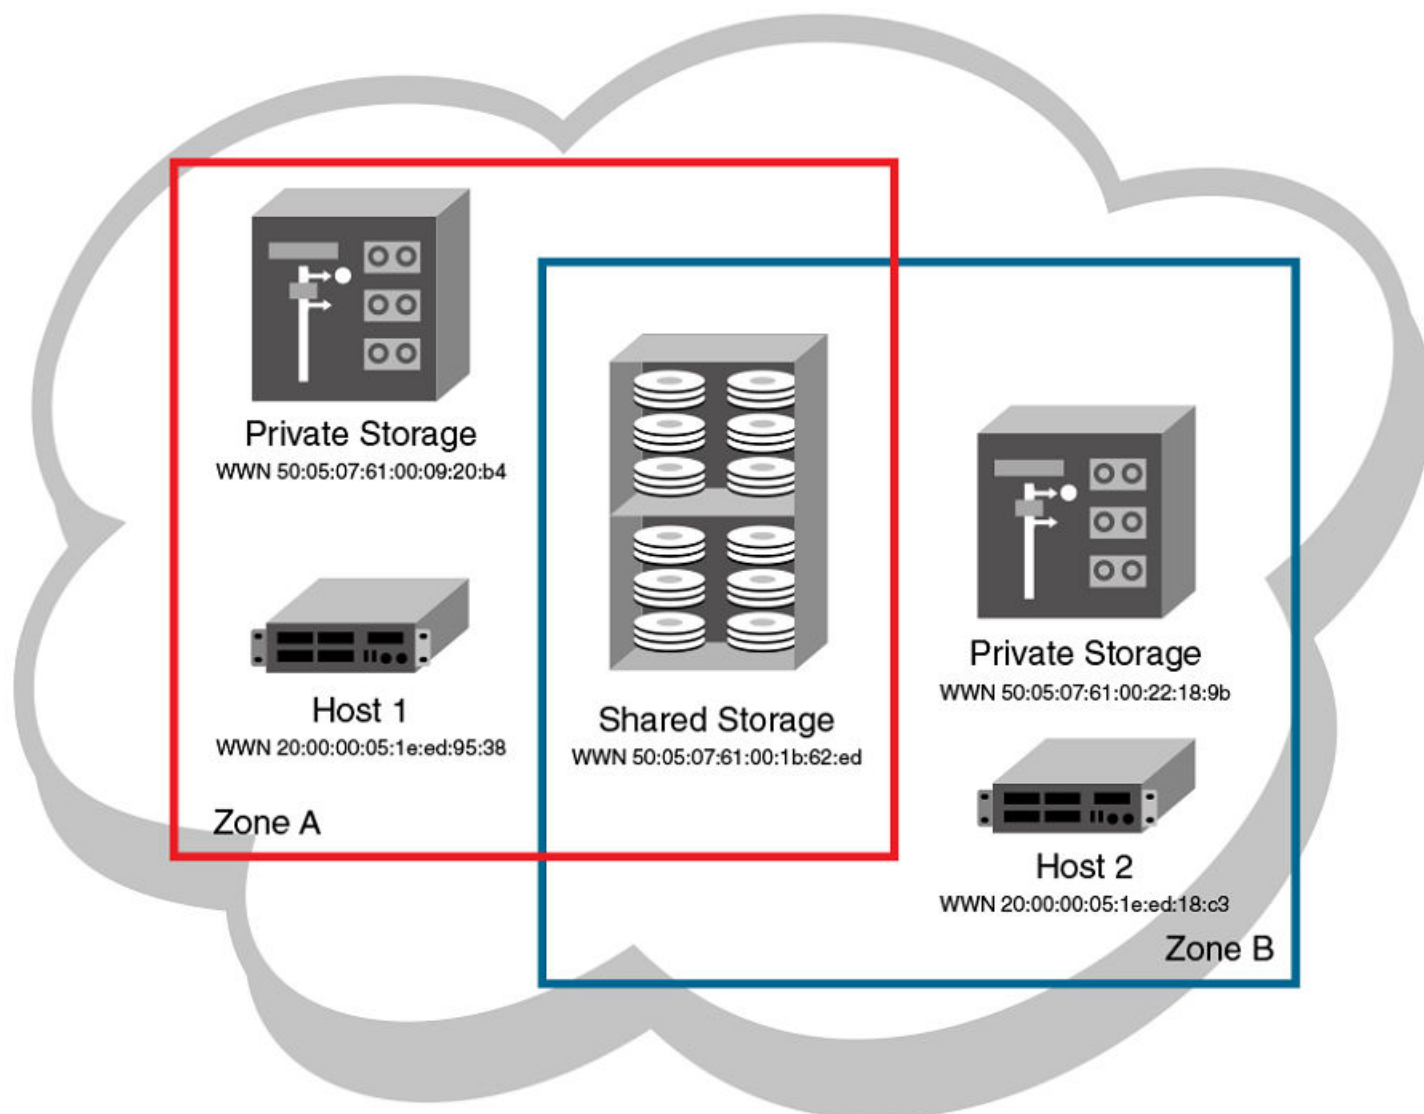 Private Storage
WWN 50:05:07:61:00:09:20:b4
Host 1
WWN 20:00:00:05:1e:ed:95:38
Zone A
Shared Storage
WWN 50:05:07:61:00:1b:62:ed
Private Storage
WWN 50:05:07:61:00:22:18:9b
Host 2
WWN 20:00:00:05:1e:ed:18:c3
Zone B